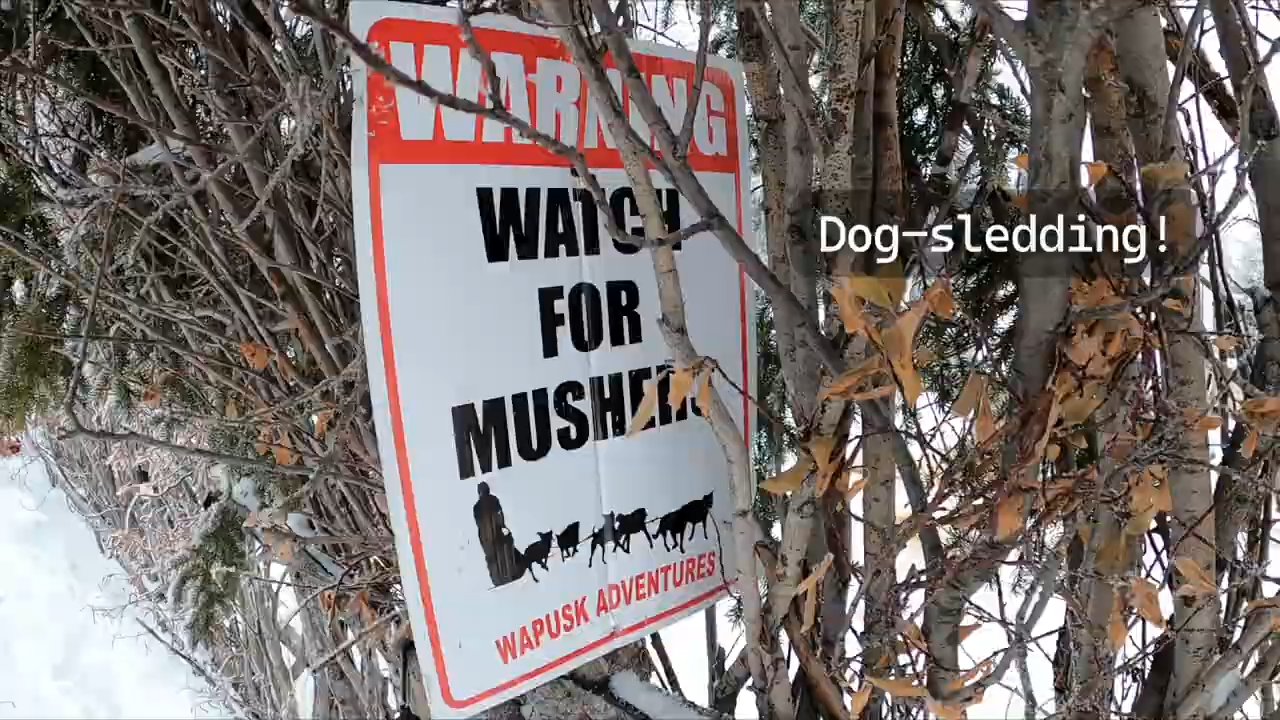 WARNING
WATCH
FOR
MUSHERS
WAPUSK ADVENTURES
Dog-sledding!